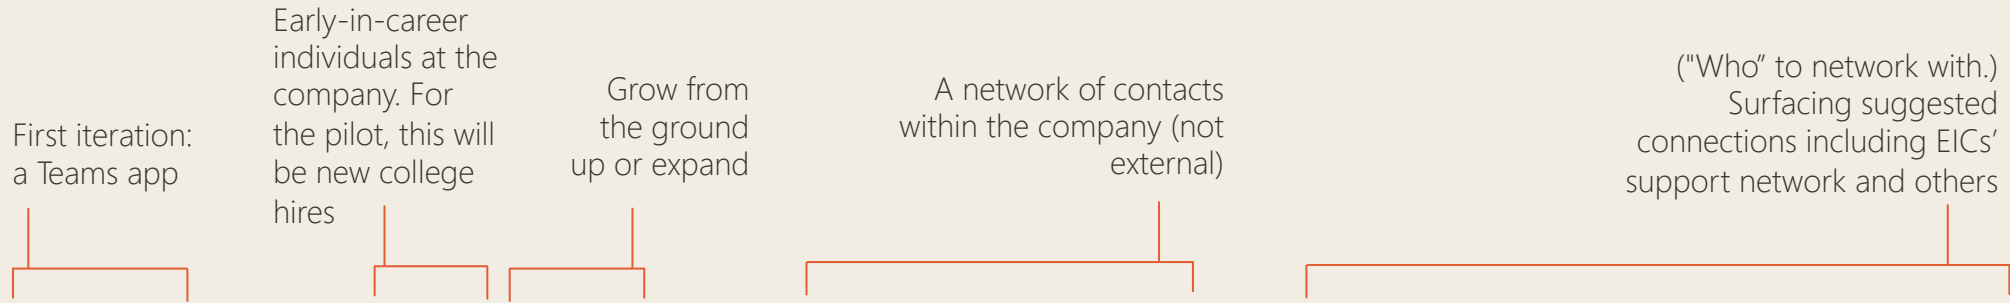 First iteration:
a Teams app
Early-in-career
individuals at the
company. For
the pilot, this will
be new college
hires
Grow from
the ground
up or expand
A network of contacts
within the company (not
external)
("Who” to network with.)
Surfacing suggested
connections including EICs’
support network and others